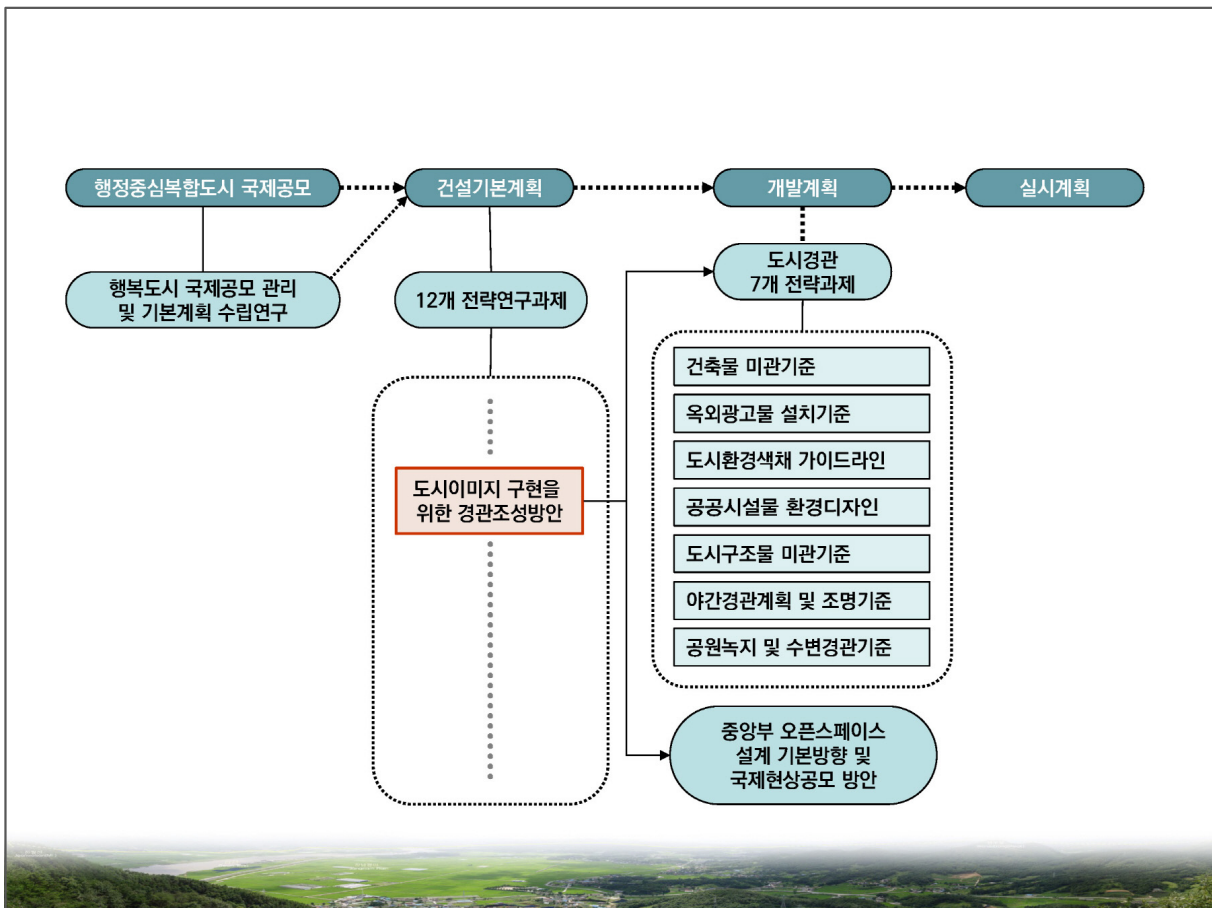 행정중심복합도시 국제공모
건설기본계획
개발계획
실시계획
행복도시 국제공모 관리
및 기본계획 수립연구
12개 전략연구과제
도시경관
7개 전략과제
도시이미지 구현을
위한 경관조성방안
건축물 미관기준
옥외광고물 설치기준
도시환경색채 가이드라인
공공시설물 환경디자인
도시구조물 미관기준
야간경관계획 및 조명기준
공원녹지 및 수변경관기준
중앙부 오픈스페이스
설계 기본방향 및
국제현상공모 방안